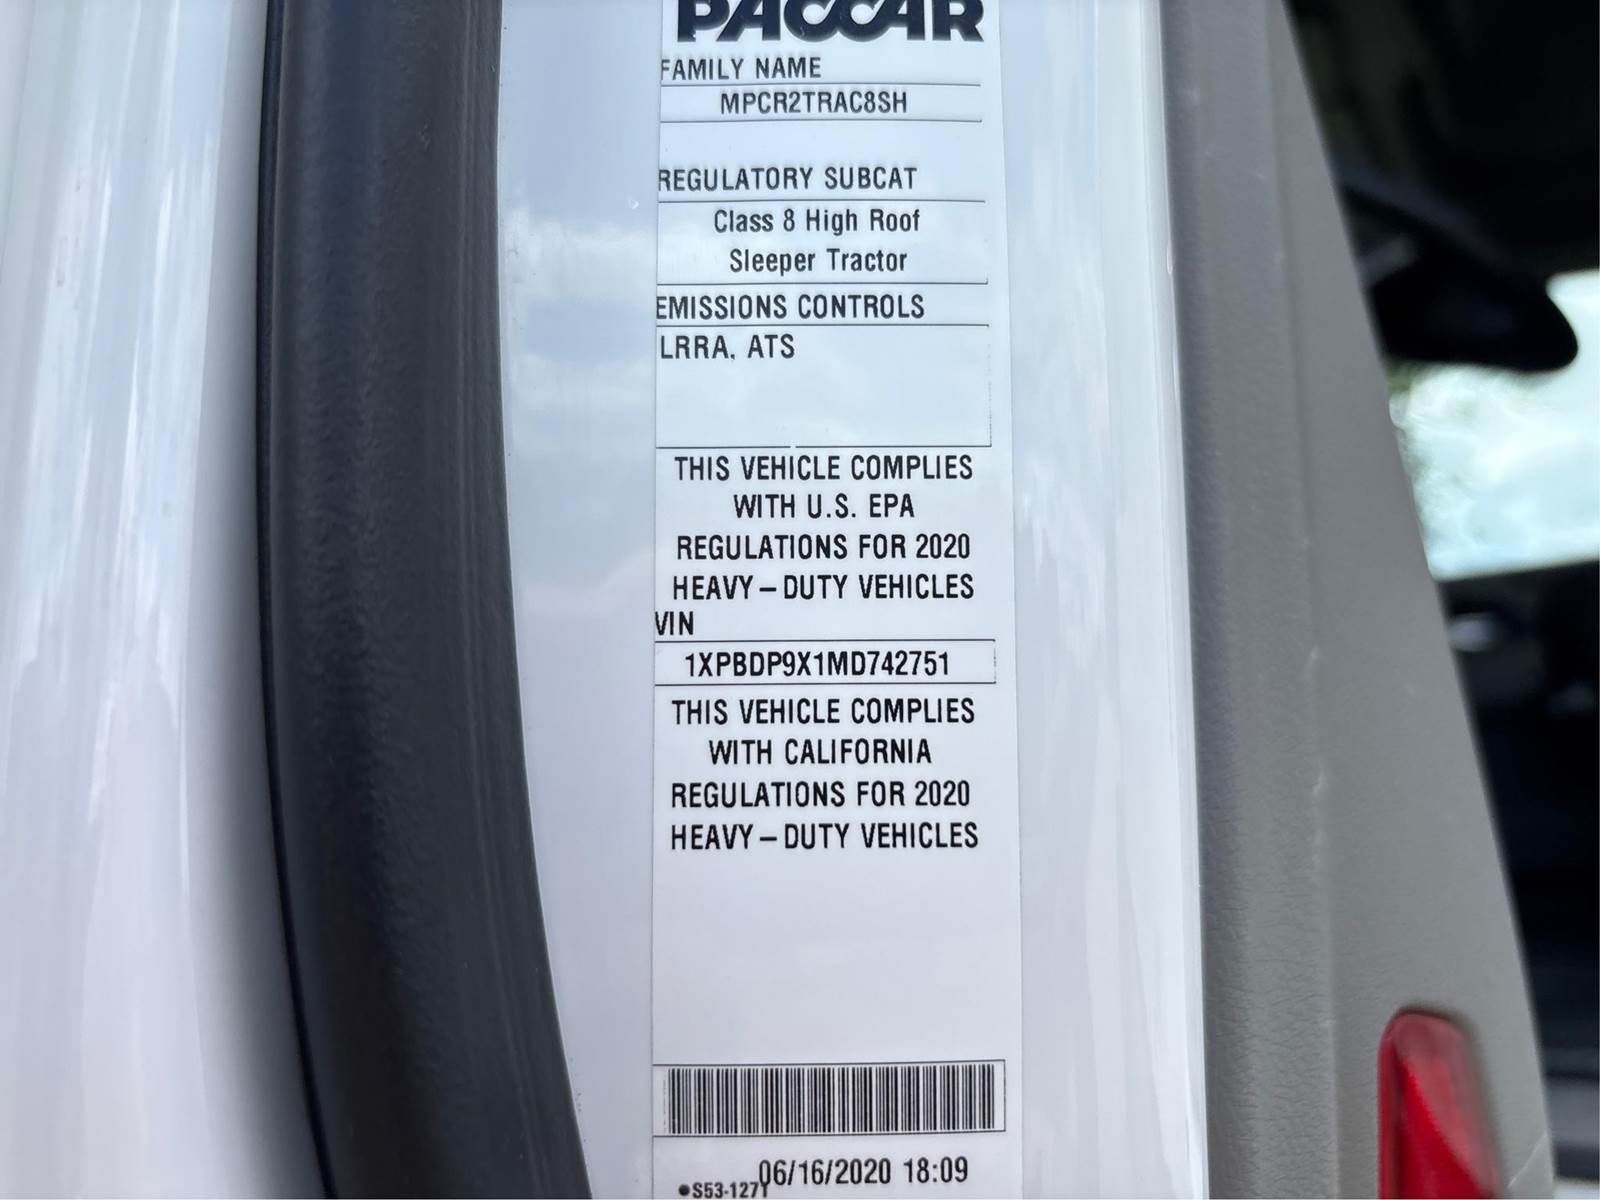 PACCAR
FAMILY NAME
MPCR2TRAC8SH
REGULATORY SUBCAT
Class 8 High Roof
Sleeper Tractor
EMISSIONS CONTROLS
LRRA, ATS
THIS VEHICLE COMPLIES
WITH U.S. EPA
REGULATIONS FOR 2020
HEAVY-DUTY VEHICLES
VIN
1XPBDP9X1MD742751
THIS VEHICLE COMPLIES
WITH CALIFORNIA
REGULATIONS FOR 2020
HEAVY-DUTY VEHICLES
06/16/2020 18:09
●S53-1271